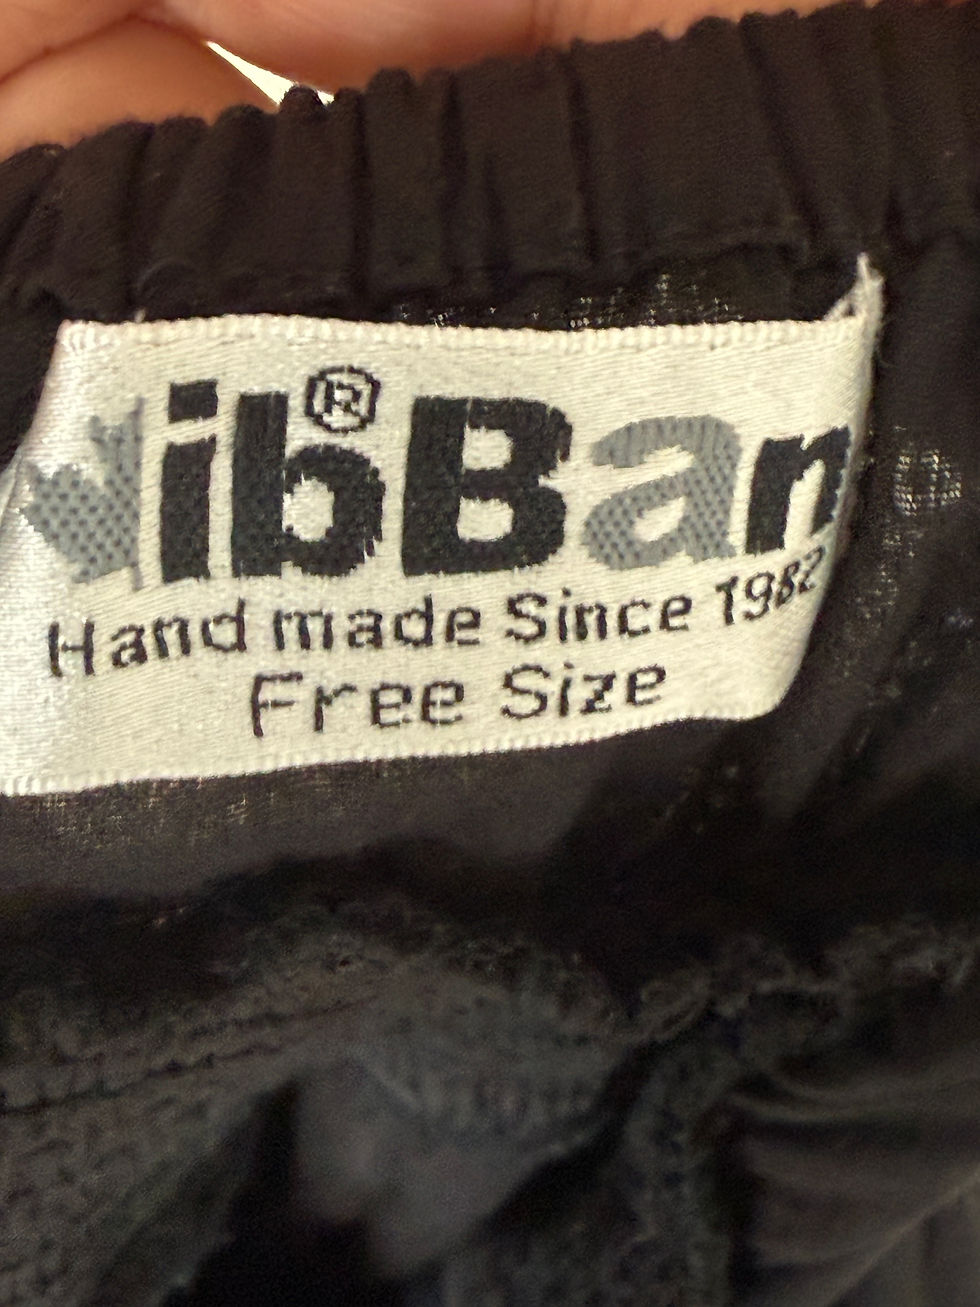 ibBan
®
Hand made Since 1982
Free Size